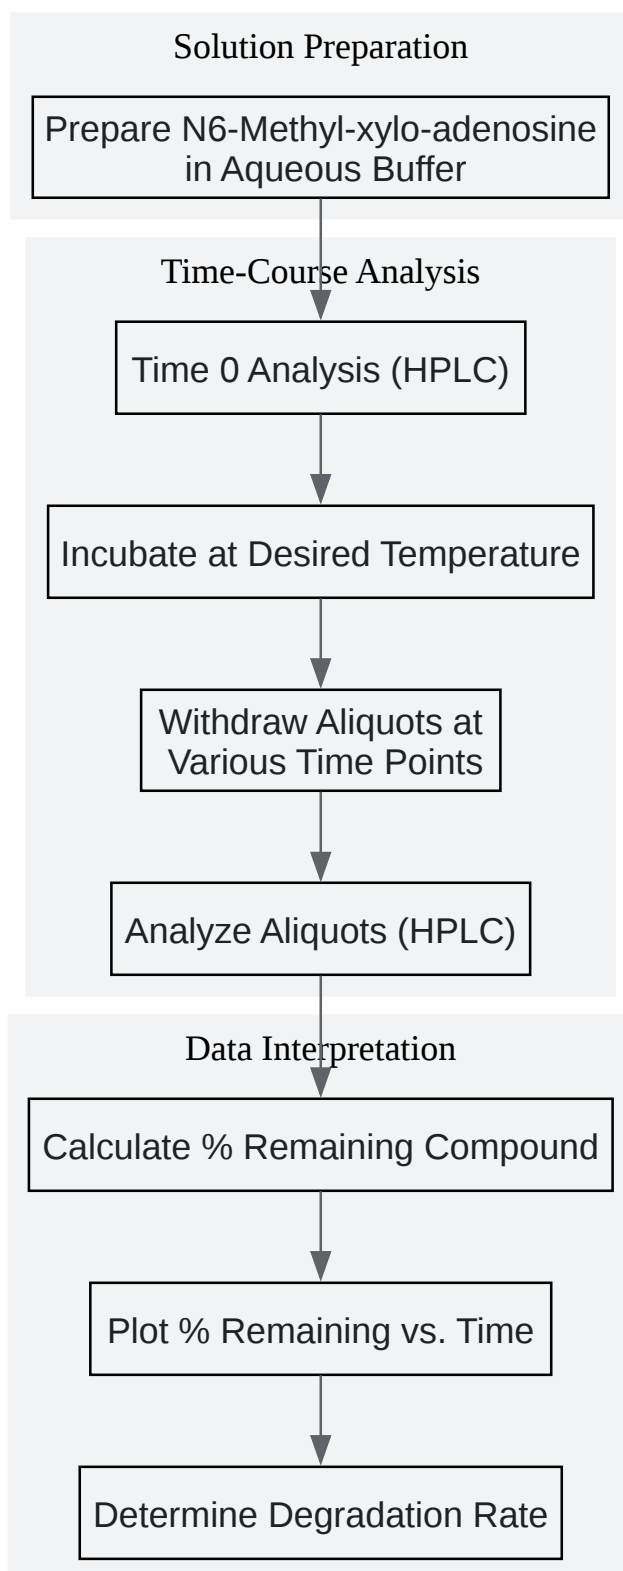 Solution Preparation
Prepare N6-Methyl-xylo-adenosine
in Aqueous Buffer
Time-Course Analysis
Time 0 Analysis (HPLC)
Incubate at Desired Temperature
Withdraw Aliquots at
Various Time Points
Analyze Aliquots (HPLC)
Data Interpretation
Calculate % Remaining Compound
Plot % Remaining vs. Time
Determine Degradation Rate